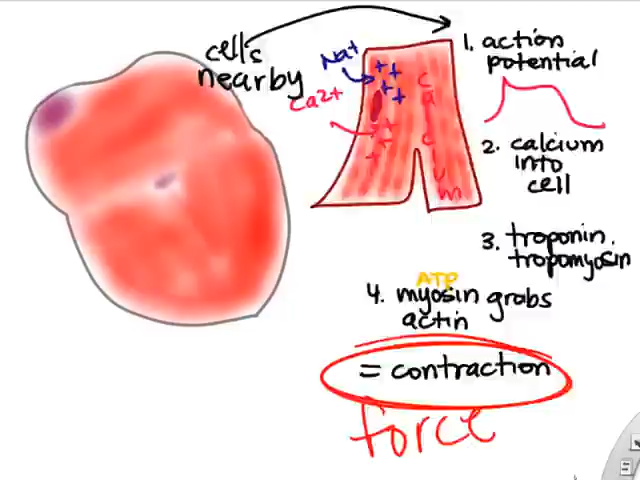 cells
nearby
Na+
Ca2+
calcium
1. action
potential
2. calcium
into
cell
3. troponin
tropomyosin
ATP
4. myosin grabs
actin
= contraction
force